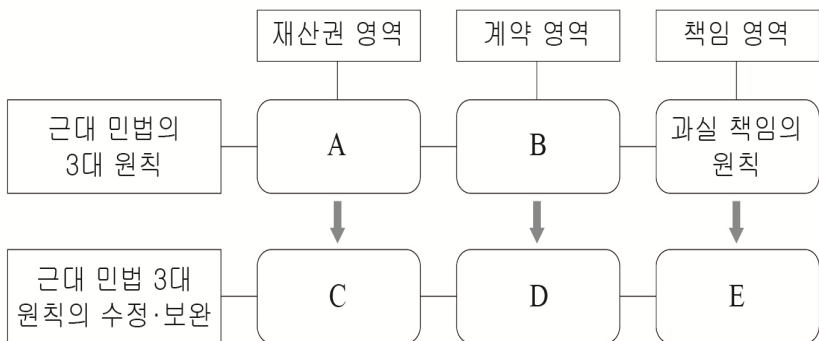 재산권 영역
계약 영역
책임 영역
근대 민법의
3대 원칙
A
B
과실 책임의
원칙
근대 민법 3대
원칙의 수정·보완
C
D
E